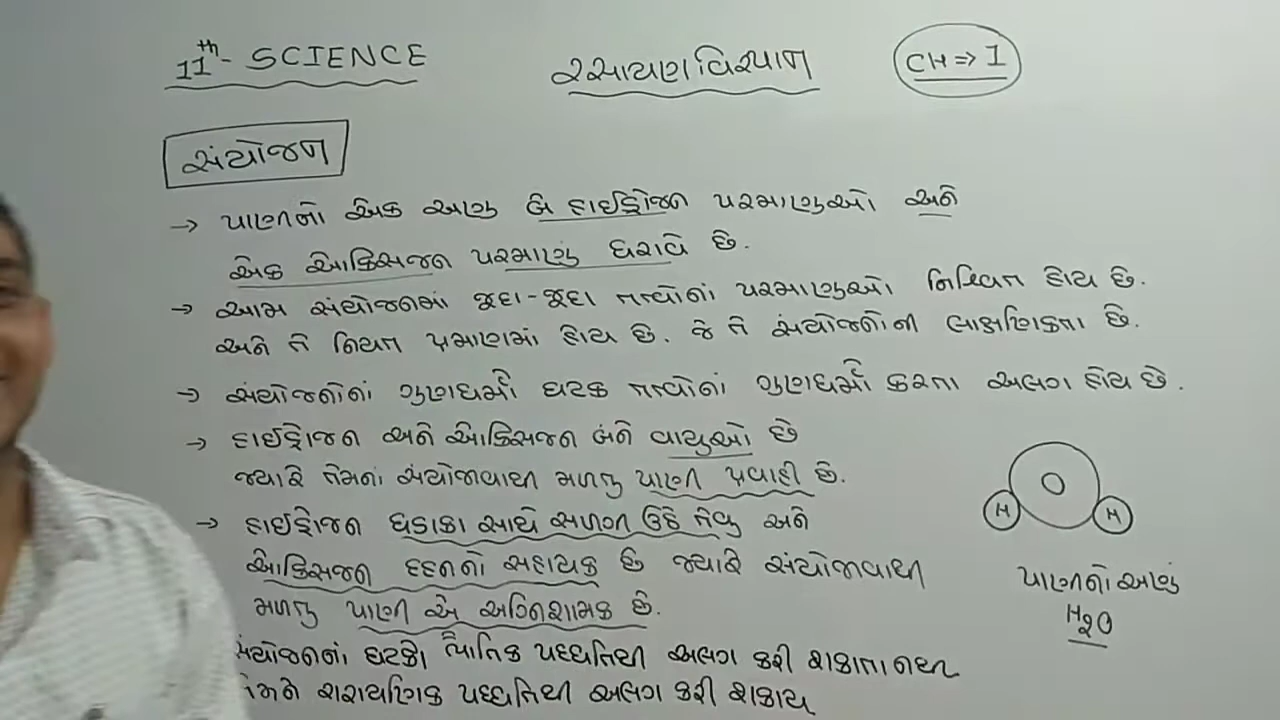 11th - SCIENCE રસાયણવિજ્ઞાન CH⇒1
સંયોજન
→ પાણીનો એક અણુ બે હાઈડ્રોજન પરમાણુઓ અને
એક ઓક્સિજન પરમાણું ધરાવે છે.
→ આમ સંયોજનમાં જૂદા-જૂદા તત્વોનાં પરમાણુઓ નિશ્ચિત હોય છે.
અને તે નિયત પ્રમાણમાં હોય છે. જે તે સંયોજનોની લાક્ષણિકતા છે.
→ સંયોજનોનાં ગુણધર્મો ઘટક તત્વોનાં ગુણધર્મો કરતા અલગ હોય છે.
→ હાઈડ્રોજન અને ઓક્સિજન બંને વાયુઓ છે
જ્યારે તેમનાં સંયોજાવાથી મળતુ પાણી પ્રવાહી છે.
→ હાઈડ્રોજન ધડાકા સાથે સળગી ઉઠે તેવુ અને
ઓક્સિજન દહનનો સહાયક છે જ્યારે સંયોજાવાથી
મળતુ પાણી એ અગ્નિશામક છે.
સંયોજનનાં ઘટકો ભૌતિક પધ્ધતિથી અલગ કરી શકાતા નથી
તેમને રાસાયણિક પધ્ધતિથી અલગ કરી શકાય
O
H H
પાણીનો અણું
H2O